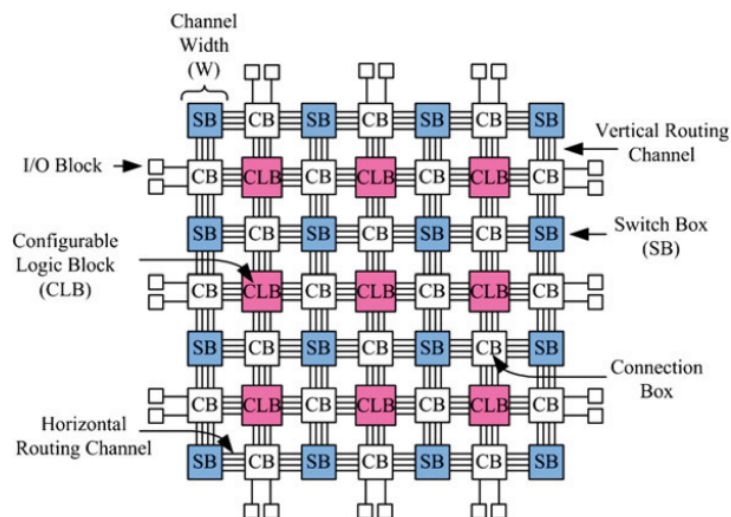 Channel
Width
(W)
SB CB SB CB SB CB SB
Vertical Routing
Channel
I/O Block
CB CLB CB CLB CB CLB CB
SB CB SB CB SB CB SB
Switch Box
(SB)
Configurable
Logic Block
(CLB)
CB CLB CB CLB CB CLB CB
SB CB SB CB SB CB SB
Connection
Box
CB CLB CB CLB CB CLB CB
Horizontal
Routing Channel
SB CB SB CB SB CB SB